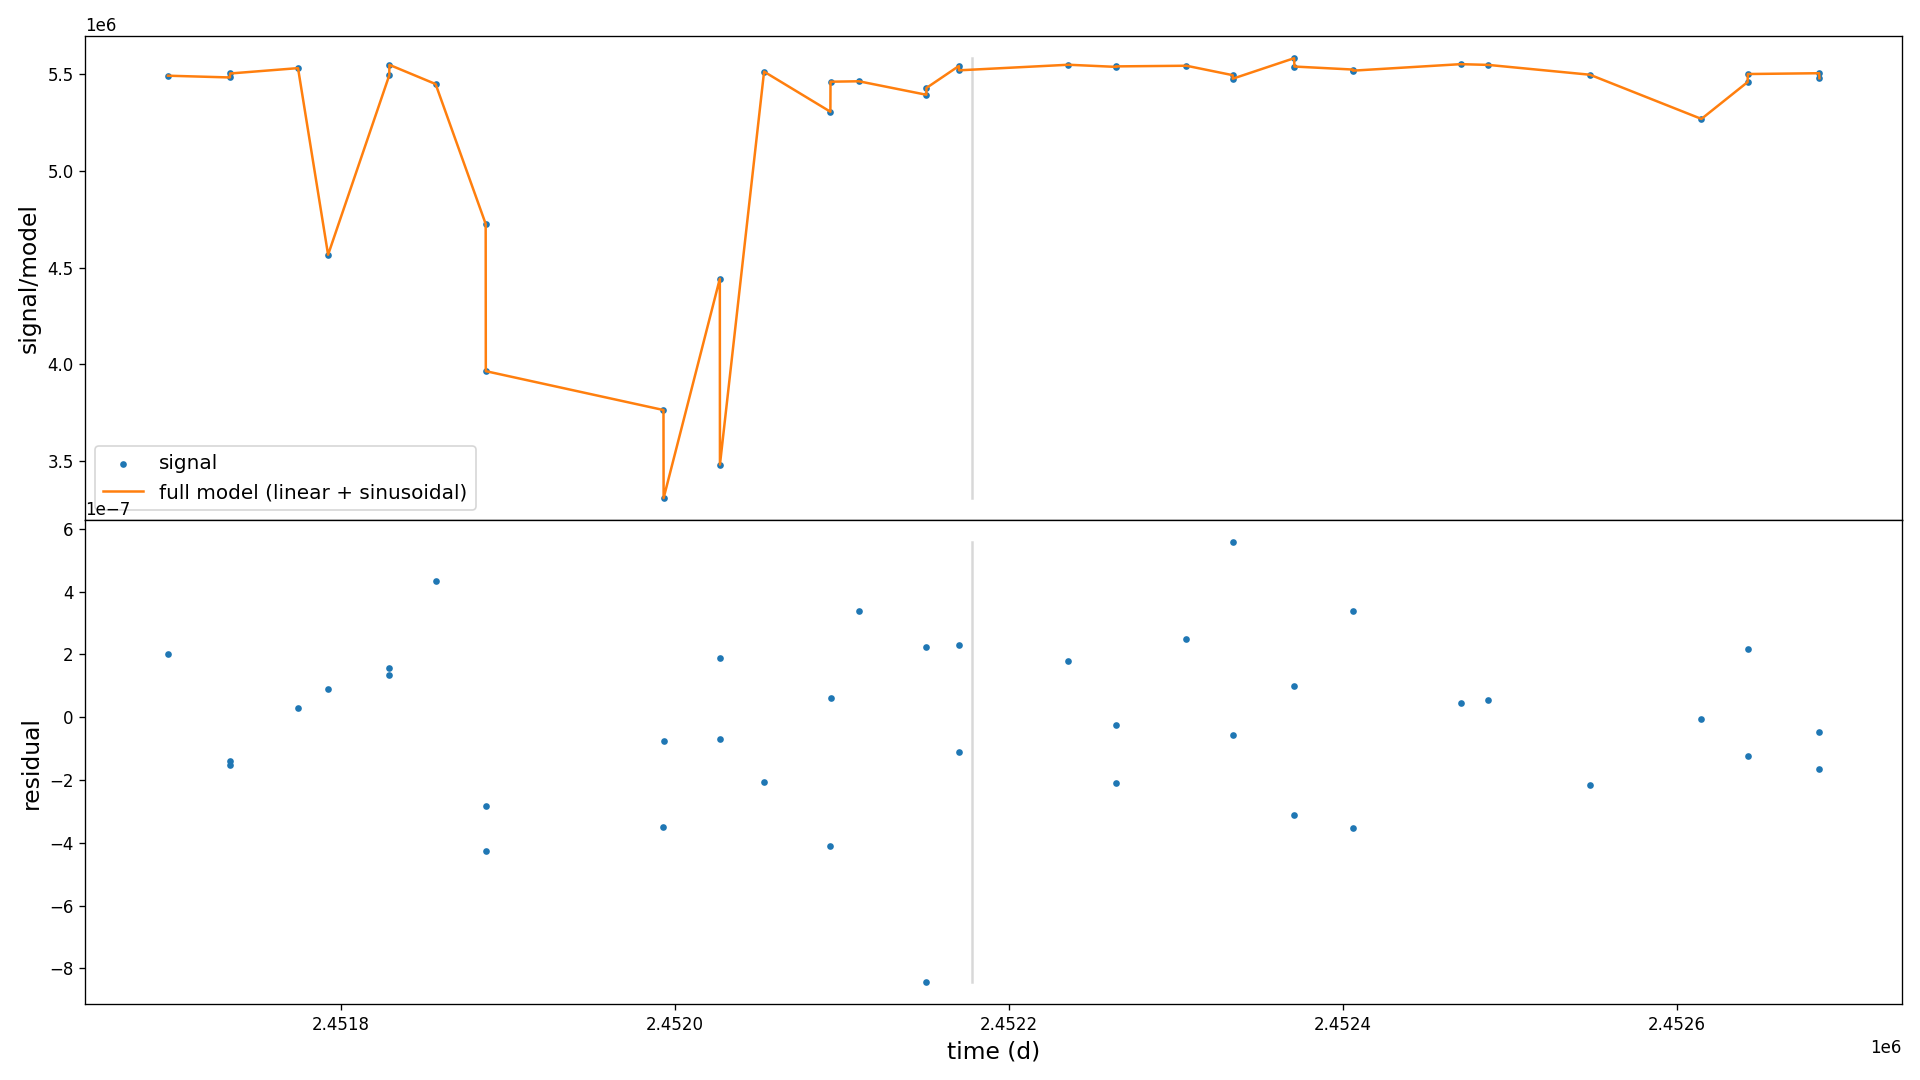 1e6
5.5
5.0
4.5
4.0
3.5
signal/model
signal
full model (linear + sinusoidal)
1e−7
6
4
2
0
−2
−4
−6
−8
residual
2.4518
2.4520
2.4522
2.4524
2.4526
time (d)
1e6